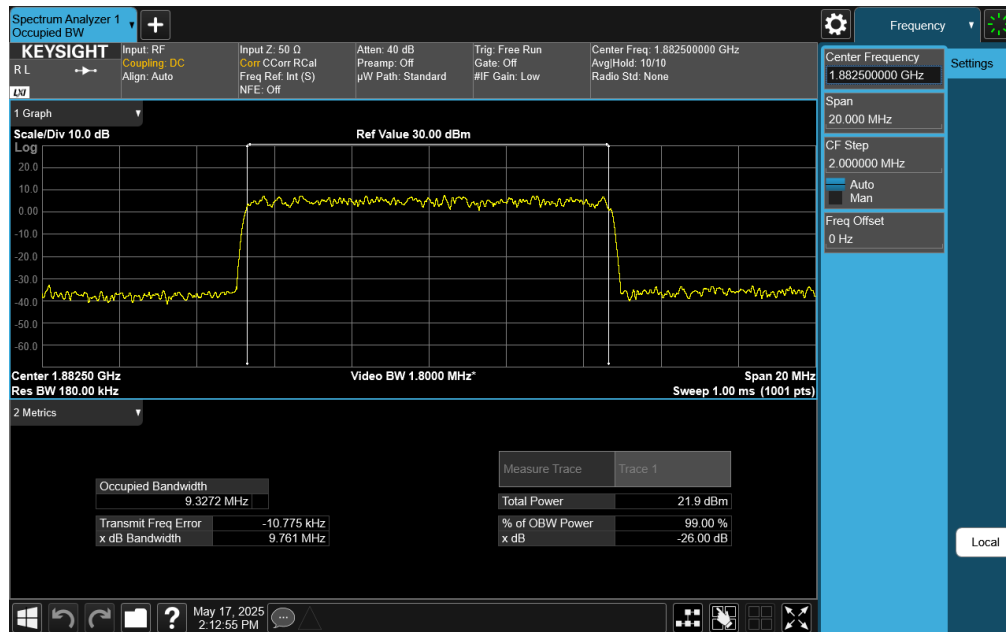 Spectrum Analyzer 1
Occupied BW
Frequency
KEYSIGHT
R L
LXI
Input: RF
Coupling: DC
Align: Auto
Input Z: 50 Ω
Corr CCorr RCal
Freq Ref: Int (S)
NFE: Off
Atten: 40 dB
Preamp: Off
µW Path: Standard
Trig: Free Run
Gate: Off
#IF Gain: Low
Center Freq: 1.882500000 GHz
Avg|Hold: 10/10
Radio Std: None
Center Frequency
1.882500000 GHz
Settings
Span
20.000 MHz
CF Step
2.000000 MHz
Auto
Man
Freq Offset
0 Hz
1 Graph
Scale/Div 10.0 dB
Ref Value 30.00 dBm
Log
20.0
10.0
0.00
-10.0
-20.0
-30.0
-40.0
-50.0
-60.0
Center 1.88250 GHz
Video BW 1.8000 MHz*
Span 20 MHz
Res BW 180.00 kHz
Sweep 1.00 ms (1001 pts)
2 Metrics
Measure Trace Trace 1
Occupied Bandwidth
9.3272 MHz
Total Power 21.9 dBm
Transmit Freq Error -10.775 kHz
% of OBW Power 99.00 %
x dB Bandwidth 9.761 MHz
x dB -26.00 dB
Local
?
May 17, 2025
2:12:55 PM